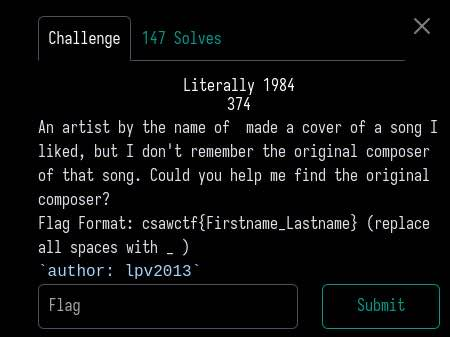 Challenge 147 Solves
Literally 1984
374
An artist by the name of  made a cover of a song I
liked, but I don't remember the original composer
of that song. Could you help me find the original
composer?
Flag Format: csawctf{Firstname_Lastname} (replace
all spaces with _ )
`author: lpv2013`
Flag Submit